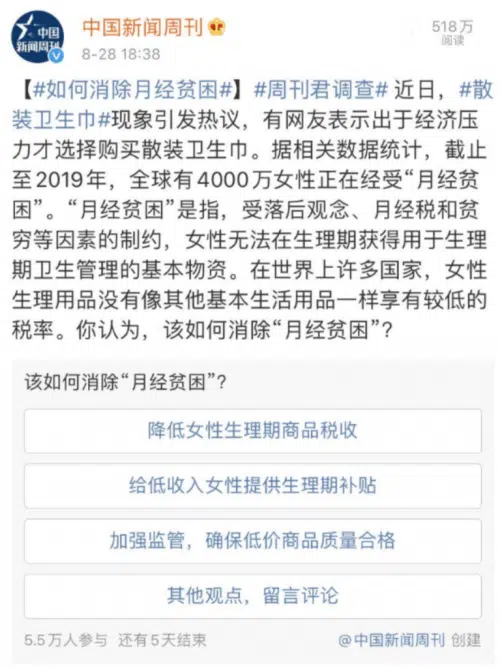 中国新闻周刊
8-28 18:38
518万
阅读
中国
新闻周刊
【#如何消除月经贫困#】#周刊君调查# 近日，#散
装卫生巾#现象引发热议，有网友表示出于经济压
力才选择购买散装卫生巾。据相关数据统计，截止
至2019年，全球有4000万女性正在经受“月经贫
困”。“月经贫困”是指，受落后观念、月经税和贫
穷等因素的制约，女性无法在生理期获得用于生理
期卫生管理的基本物资。在世界上许多国家，女性
生理用品没有像其他基本生活用品一样享有较低的
税率。你认为，该如何消除“月经贫困”？
该如何消除“月经贫困”？
降低女性生理期商品税收
给低收入女性提供生理期补贴
加强监管，确保低价商品质量合格
其他观点，留言评论
5.5万人参与 还有5天结束
@中国新闻周刊 创建